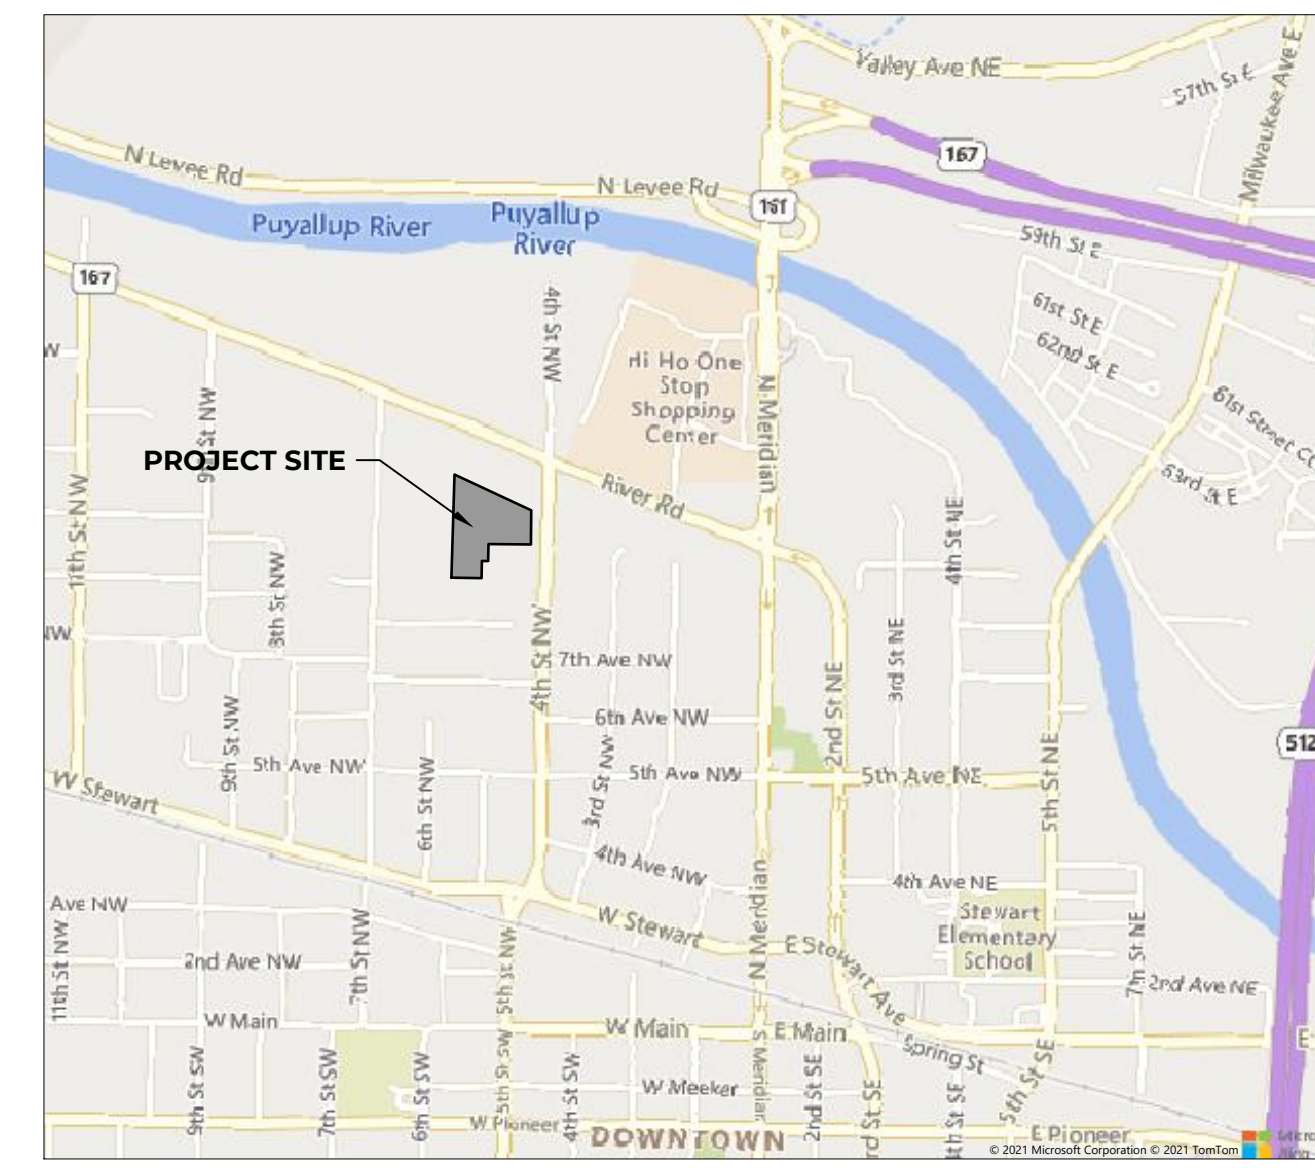 Valley Ave NE
57th St E
Milwaukee Ave E
167
N Levee Rd
N Levee Rd
161
Puyallup River
Puyallup
River
59th St E
167
4th St NW
61st St E
62nd St E
Hi Ho One
Stop
Shopping
Center
N Meridian
9th St NW
61st Street Ct
PROJECT SITE
63rd St E
River Rd
11th St NW
4th St NE
8th St NW
W
NW
3rd St NE
4th St NW
7th Ave NW
2nd St NE
6th Ave NW
9th St NW
512
5th Ave NW
3rd St NW
5th Ave NW
5th Ave NE
5th St NE
W Stewart
6th St NW
4th Ave NW
4th Ave NE
Ave NW
Stewart
Elementary
School
W Stewart
E Stewart Ave
N Meridian
11th St NW
2nd Ave NW
7th St NW
5th St NW
7th St NE
2nd Ave NE
W Main
W Main
E Main
Spring St
E
S Meridian
9th St SW
7th St SW
6th St SW
5th St SW
4th St SW
W Meeker
2nd St SE
rd St SE
4th St SE
5th St SE
W Pioneer
DOWNTOWN
E Pioneer
© 2021 Microsoft Corporation © 2021 TomTom